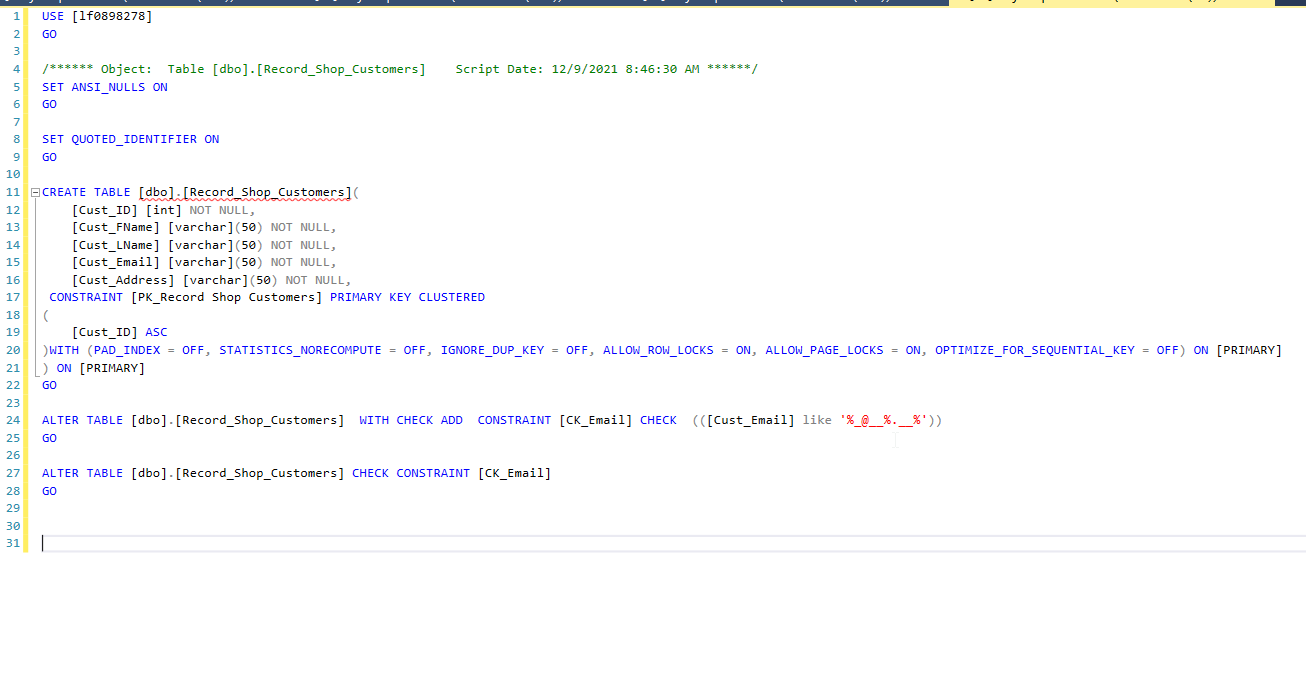 1 USE [lf0898278]
2 GO
3
4 /****** Object:  Table [dbo].[Record_Shop_Customers]    Script Date: 12/9/2021 8:46:30 AM ******/
5 SET ANSI_NULLS ON
6 GO
7
8 SET QUOTED_IDENTIFIER ON
9 GO
10
11 CREATE TABLE [dbo].[Record_Shop_Customers](
12     [Cust_ID] [int] NOT NULL,
13     [Cust_FName] [varchar](50) NOT NULL,
14     [Cust_LName] [varchar](50) NOT NULL,
15     [Cust_Email] [varchar](50) NOT NULL,
16     [Cust_Address] [varchar](50) NOT NULL,
17  CONSTRAINT [PK_Record Shop Customers] PRIMARY KEY CLUSTERED
18 (
19     [Cust_ID] ASC
20 )WITH (PAD_INDEX = OFF, STATISTICS_NORECOMPUTE = OFF, IGNORE_DUP_KEY = OFF, ALLOW_ROW_LOCKS = ON, ALLOW_PAGE_LOCKS = ON, OPTIMIZE_FOR_SEQUENTIAL_KEY = OFF) ON [PRIMARY]
21 ) ON [PRIMARY]
22 GO
23
24 ALTER TABLE [dbo].[Record_Shop_Customers]  WITH CHECK ADD  CONSTRAINT [CK_Email] CHECK  (([Cust_Email] like '%_@__%.__%'))
25 GO
26
27 ALTER TABLE [dbo].[Record_Shop_Customers] CHECK CONSTRAINT [CK_Email]
28 GO
29
30
31